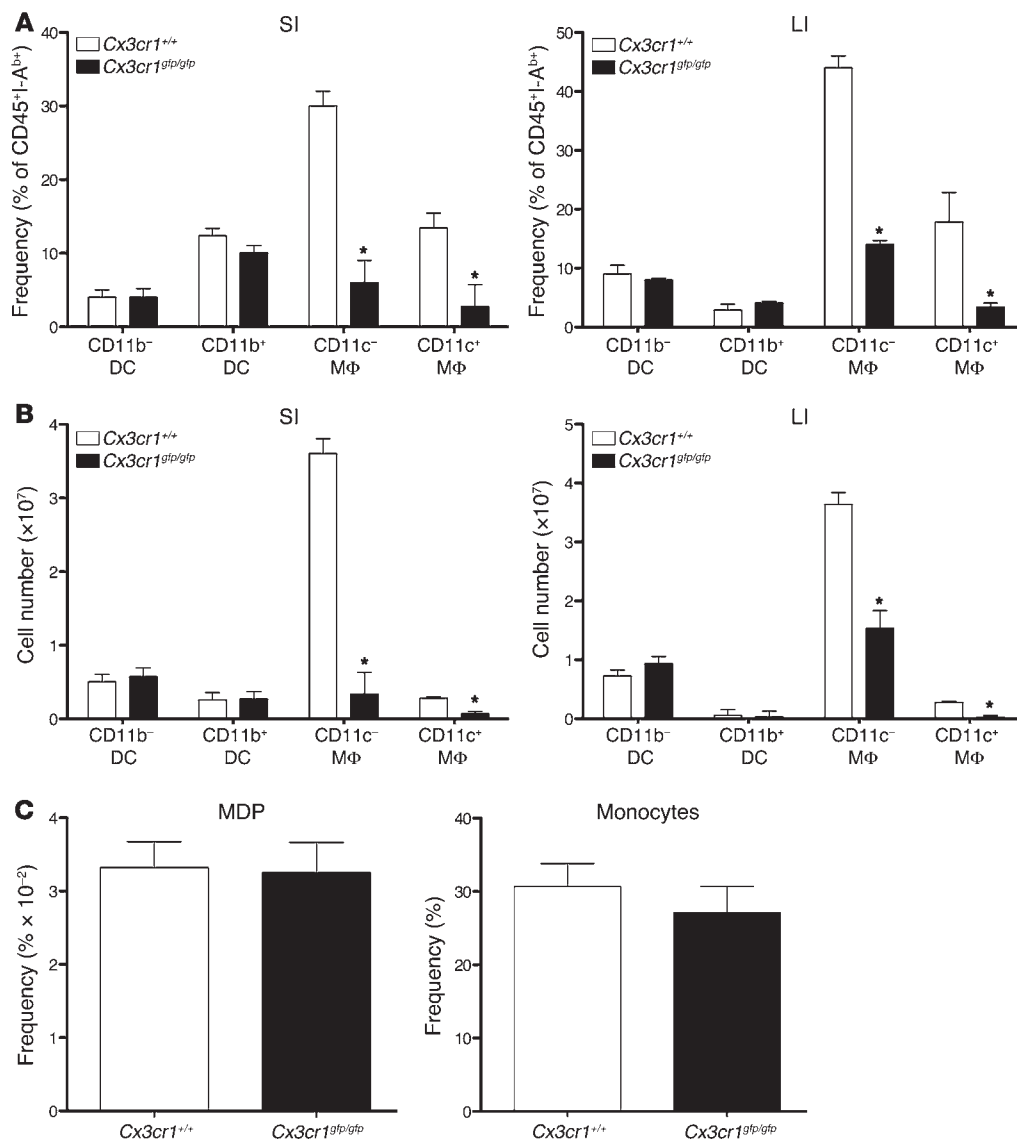 A
SI
Cx3cr1+/+
Cx3cr1gfp/gfp
Frequency (% of CD45+I-Ab+)
40
30
20
10
0
CD11b− DC
CD11b+ DC
CD11c− MΦ
CD11c+ MΦ
*
*
LI
Cx3cr1+/+
Cx3cr1gfp/gfp
Frequency (% of CD45+I-Ab+)
50
40
30
20
10
0
CD11b− DC
CD11b+ DC
CD11c− MΦ
CD11c+ MΦ
*
*
B
SI
Cx3cr1+/+
Cx3cr1gfp/gfp
Cell number (×10⁷)
4
3
2
1
0
CD11b− DC
CD11b+ DC
CD11c− MΦ
CD11c+ MΦ
*
*
LI
Cx3cr1+/+
Cx3cr1gfp/gfp
Cell number (×10⁷)
5
4
3
2
1
0
CD11b− DC
CD11b+ DC
CD11c− MΦ
CD11c+ MΦ
*
*
C
MDP
Frequency (% × 10⁻²)
4
3
2
1
0
Cx3cr1+/+
Cx3cr1gfp/gfp
Monocytes
Frequency (%)
40
30
20
10
0
Cx3cr1+/+
Cx3cr1gfp/gfp